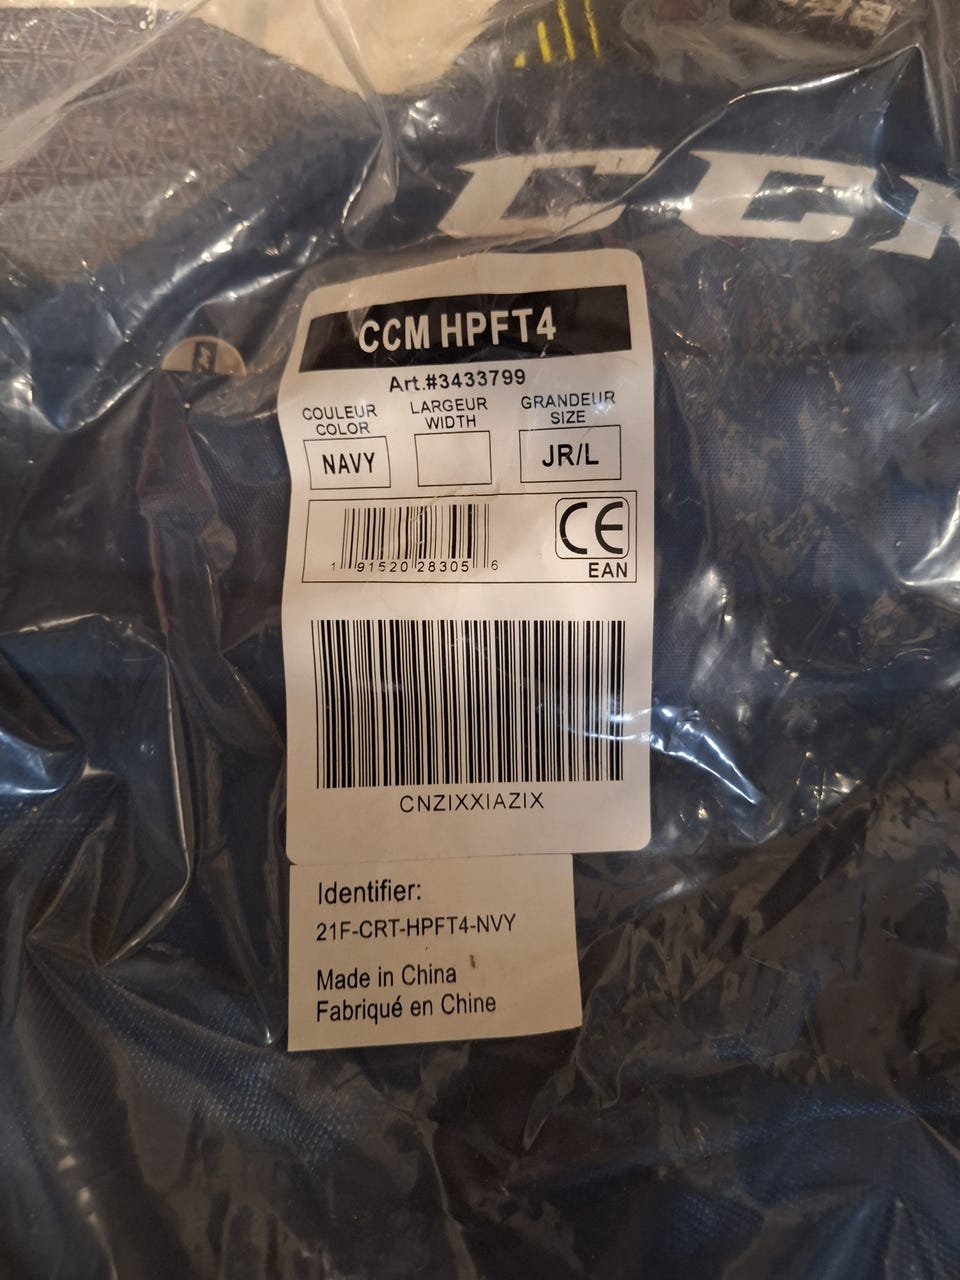 CC
CCM HPFT4
Art.#3433799
COULEUR
COLOR
LARGEUR
WIDTH
GRANDEUR
SIZE
NAVY
JR/L
1 91520 28305 6
CE
EAN
CNZIXXIAZIX
Identifier:
21F-CRT-HPFT4-NVY
Made in China
Fabriqué en Chine